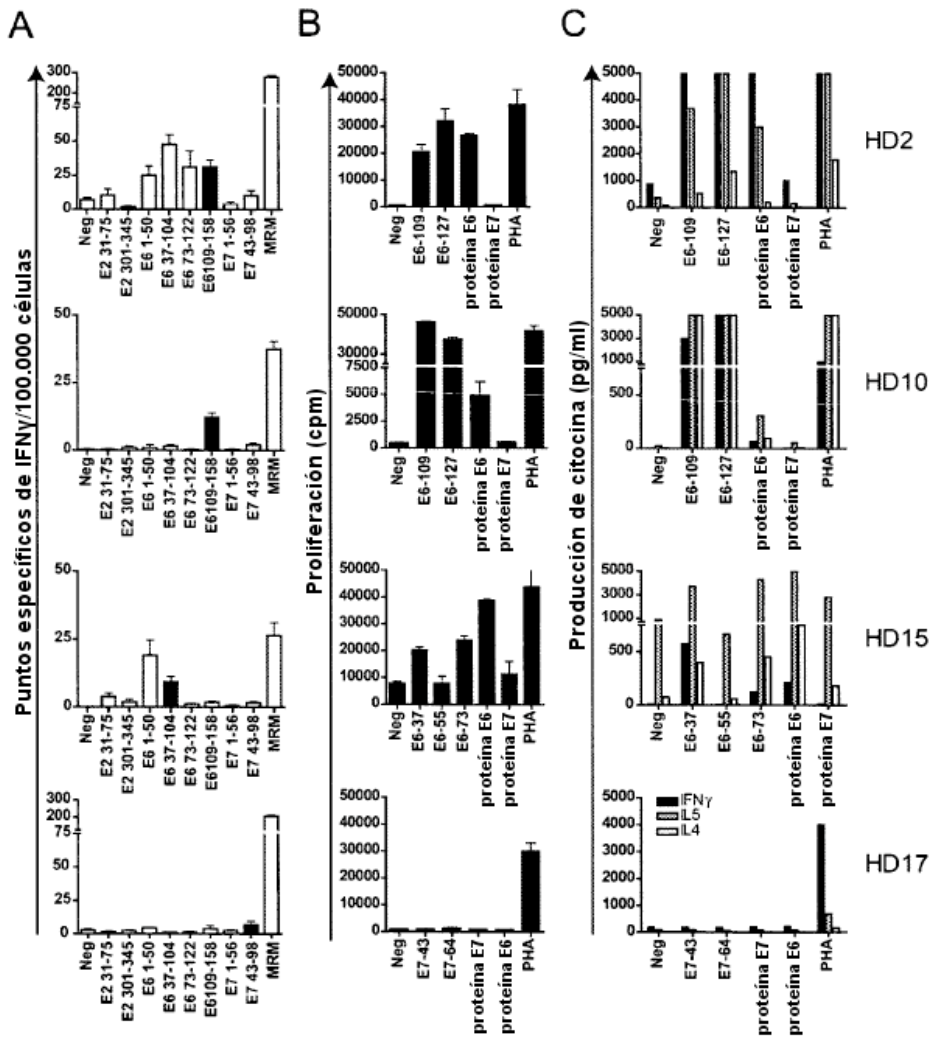 A
B
C
Puntos específicos de IFNγ/100.000 células
Proliferación (cpm)
Producción de citocina (pg/ml)
300
200
100
75
50
25
0
Neg
E2 31-75
E2 301-345
E6 1-50
E6 37-104
E6 73-122
E6109-158
E7 1-56
E7 43-98
MRM
50000
40000
30000
20000
10000
0
Neg
E6-109
E6-127
proteína E6
proteína E7
PHA
5000
4000
3000
2000
1000
0
Neg
E6-109
E6-127
proteína E6
proteína E7
PHA
HD2
50
25
0
Neg
E2 31-75
E2 301-345
E6 1-50
E6 37-104
E6 73-122
E6109-158
E7 1-56
E7 43-98
MRM
30000
7500
5000
2500
0
Neg
E6-109
E6-127
proteína E6
proteína E7
PHA
5000
3000
1000
500
0
Neg
E6-109
E6-127
proteína E6
proteína E7
PHA
HD10
50
25
0
Neg
E2 31-75
E2 301-345
E6 1-50
E6 37-104
E6 73-122
E6109-158
E7 1-56
E7 43-98
MRM
50000
40000
30000
20000
10000
0
Neg
E6-37
E6-55
E6-73
proteína E6
proteína E7
PHA
5000
3000
1000
500
0
Neg
E6-37
E6-55
E6-73
proteína E6
proteína E7
HD15
300
200
100
75
50
25
0
Neg
E2 31-75
E2 301-345
E6 1-50
E6 37-104
E6 73-122
E6109-158
E7 1-56
E7 43-98
MRM
50000
40000
30000
20000
10000
0
Neg
E7-43
E7-64
proteína E7
proteína E6
PHA
5000
4000
3000
2000
1000
0
IFNγ
IL5
IL4
Neg
E7-43
E7-64
proteína E7
proteína E6
PHA
HD17